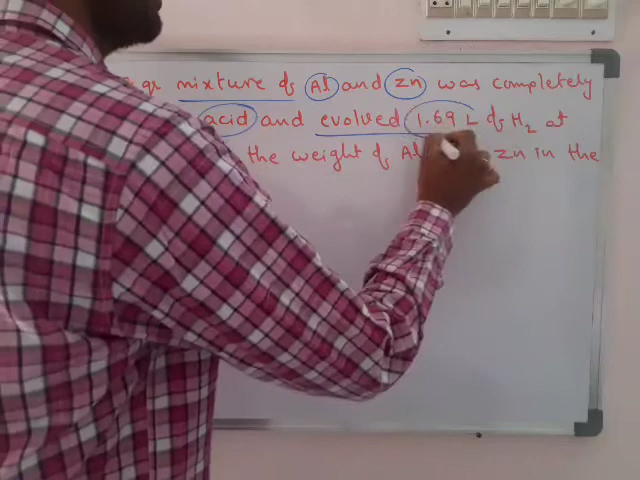 gr mixture of Al and Zn was completely
acid and evolved 1.69 L of H2 at
the weight of Al Zn in the